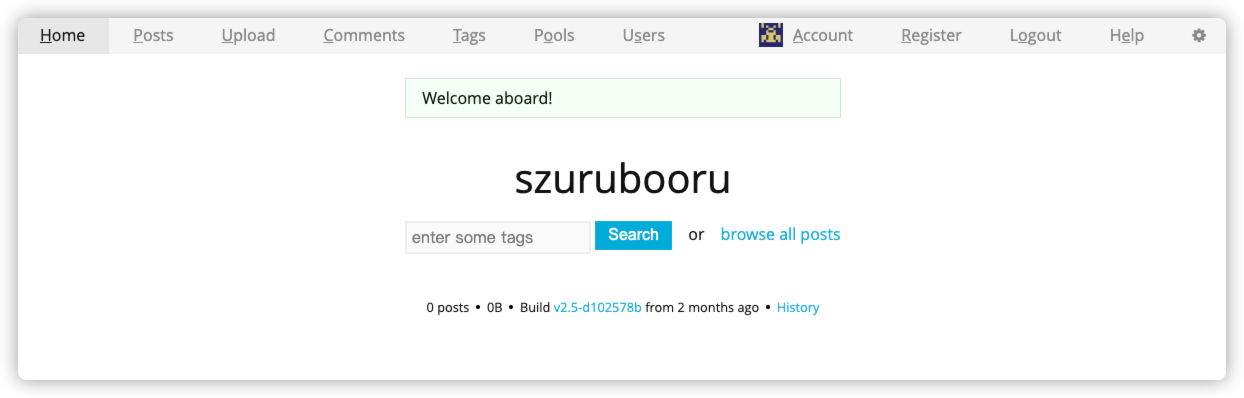 Home Posts Upload Comments Tags Pools Users Account Register Logout Help
Welcome aboard!
szurubooru
enter some tags Search or browse all posts
0 posts • 0B • Build v2.5-d102578b from 2 months ago • History